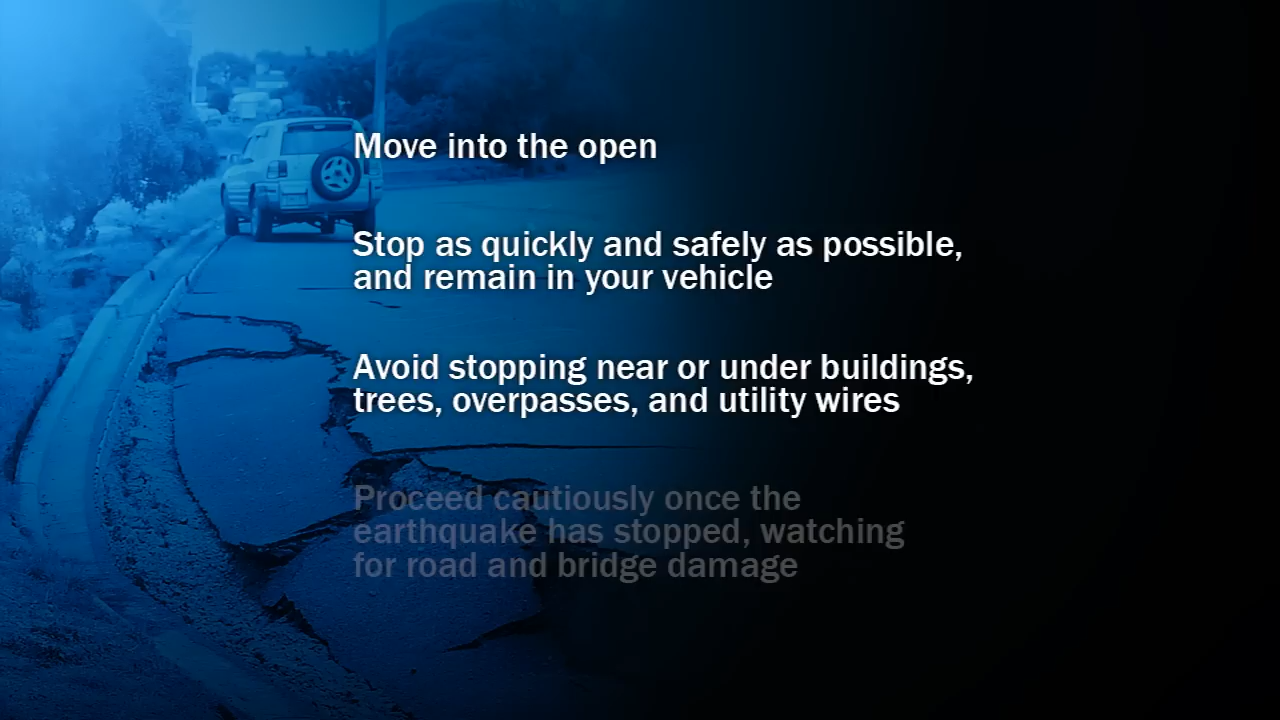 Move into the open
Stop as quickly and safely as possible,
and remain in your vehicle
Avoid stopping near or under buildings,
trees, overpasses, and utility wires
Proceed cautiously once the
earthquake has stopped, watching
for road and bridge damage